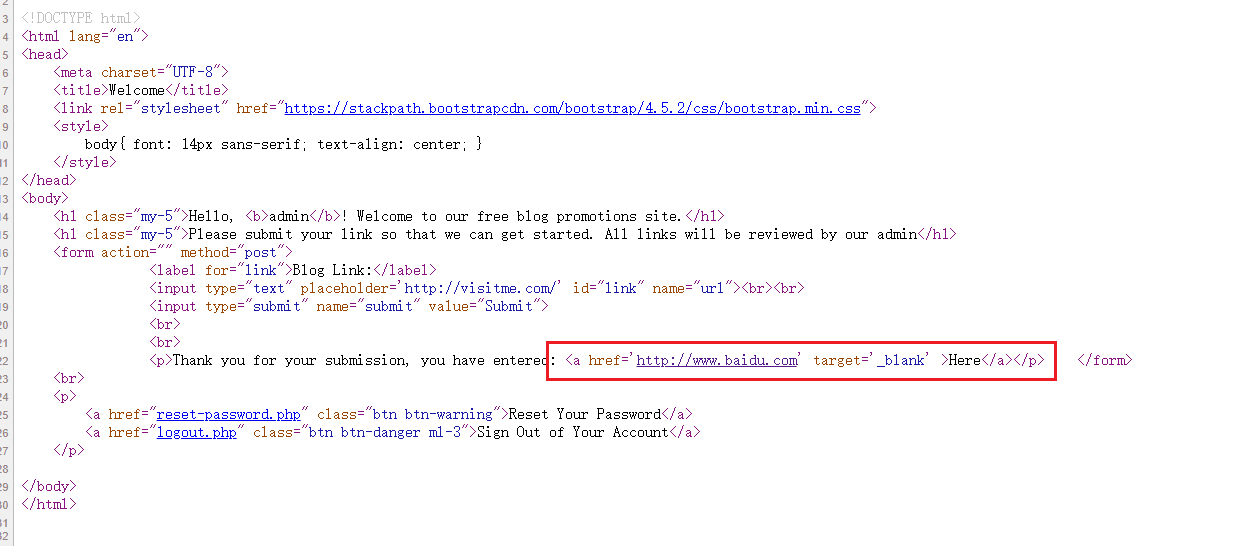 2
3 <!DOCTYPE html>
4 <html lang="en">
5 <head>
6     <meta charset="UTF-8">
7     <title>Welcome</title>
8     <link rel="stylesheet" href="https://stackpath.bootstrapcdn.com/bootstrap/4.5.2/css/bootstrap.min.css">
9     <style>
10         body{ font: 14px sans-serif; text-align: center; }
11     </style>
12 </head>
13 <body>
14     <h1 class="my-5">Hello, <b>admin</b>! Welcome to our free blog promotions site.</h1>
15     <h1 class="my-5">Please submit your link so that we can get started. All links will be reviewed by our admin</h1>
16     <form action="" method="post">
17                 <label for="link">Blog Link:</label>
18                 <input type="text" placeholder='http://visitme.com/' id="link" name="url"><br><br>
19                 <input type="submit" name="submit" value="Submit">
20                 <br>
21                 <br>
22                 <p>Thank you for your submission, you have entered: <a href='http://www.baidu.com' target='_blank' >Here</a></p>    </form>
23     <br>
24     <p>
25         <a href="reset-password.php" class="btn btn-warning">Reset Your Password</a>
26         <a href="logout.php" class="btn btn-danger ml-3">Sign Out of Your Account</a>
27     </p>
28
29 </body>
30 </html>
31
32